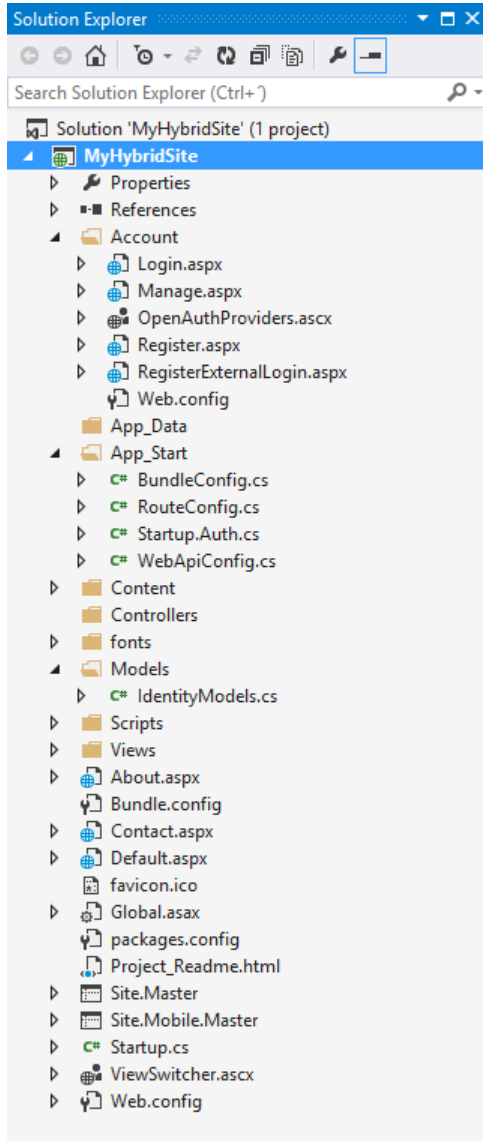 Solution Explorer
Search Solution Explorer (Ctrl+´)
Solution 'MyHybridSite' (1 project)
MyHybridSite
Properties
References
Account
Login.aspx
Manage.aspx
OpenAuthProviders.ascx
Register.aspx
RegisterExternalLogin.aspx
Web.config
App_Data
App_Start
C# BundleConfig.cs
C# RouteConfig.cs
C# Startup.Auth.cs
C# WebApiConfig.cs
Content
Controllers
fonts
Models
C# IdentityModels.cs
Scripts
Views
About.aspx
Bundle.config
Contact.aspx
Default.aspx
favicon.ico
Global.asax
packages.config
Project_Readme.html
Site.Master
Site.Mobile.Master
C# Startup.cs
ViewSwitcher.ascx
Web.config